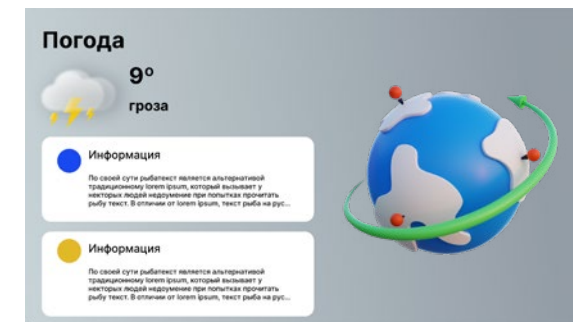 Погода
9°
гроза
Информация
По своей сути рыбатекст является альтернативой
традиционному lorem ipsum, который вызывает у
некторых людей недоумение при попытках прочитать
рыбу текст. В отличии от lorem ipsum, текст рыба на рус...
Информация
По своей сути рыбатекст является альтернативой
традиционному lorem ipsum, который вызывает у
некторых людей недоумение при попытках прочитать
рыбу текст. В отличии от lorem ipsum, текст рыба на рус...